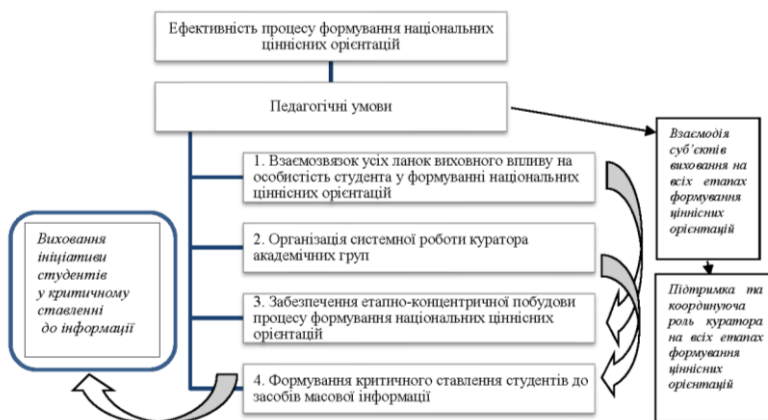 Ефективність процесу формування національних
ціннісних орієнтацій
Педагогічні умови
1. Взаємозвязок усіх ланок виховного впливу на
особистість студента у формуванні національних
ціннісних орієнтацій
2. Організація системної роботи куратора
академічних груп
3. Забезпечення етапно-концентричної побудови
процесу формування національних ціннісних
орієнтацій
4. Формування критичного ставлення студентів до
засобів масової інформації
Виховання
ініціативи
студентів
у критичному
ставленні
до інформації
Взаємодія
суб’єктів
виховання на
всіх етапах
формування
ціннісних
орієнтацій
Підтримка та
координуюча
роль куратора
на всіх етапах
формування
ціннісних
орієнтацій